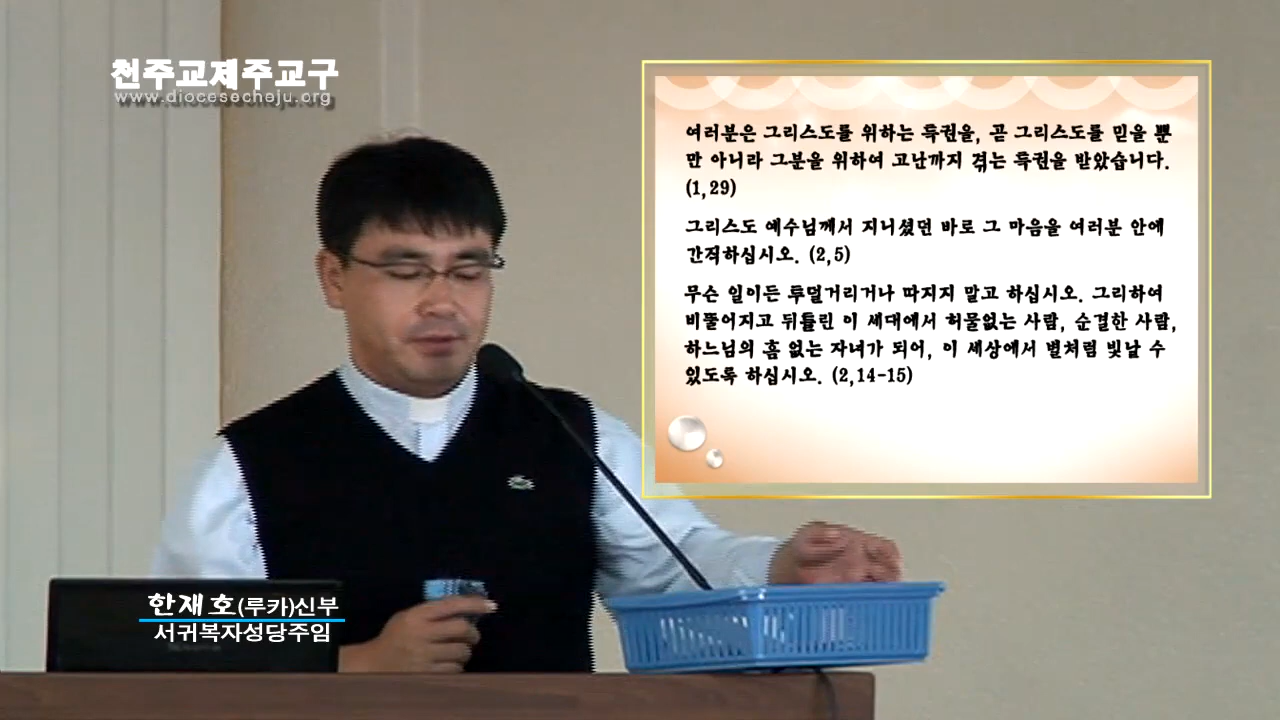 천주교제주교구
www.diocesecheju.org
여러분은 그리스도를 위하는 특권을, 곧 그리스도를 믿을 뿐
만 아니라 그분을 위하여 고난까지 겪는 특권을 받았습니다.
(1,29)
그리스도 예수님께서 지니셨던 바로 그 마음을 여러분 안에
간직하십시오. (2,5)
무슨 일이든 투덜거리거나 따지지 말고 하십시오. 그리하여
비뚤어지고 뒤틀린 이 세대에서 허물없는 사람, 순결한 사람,
하느님의 흠 없는 자녀가 되어, 이 세상에서 별처럼 빛날 수
있도록 하십시오. (2,14-15)
한재호(루카)신부
서귀복자성당주임